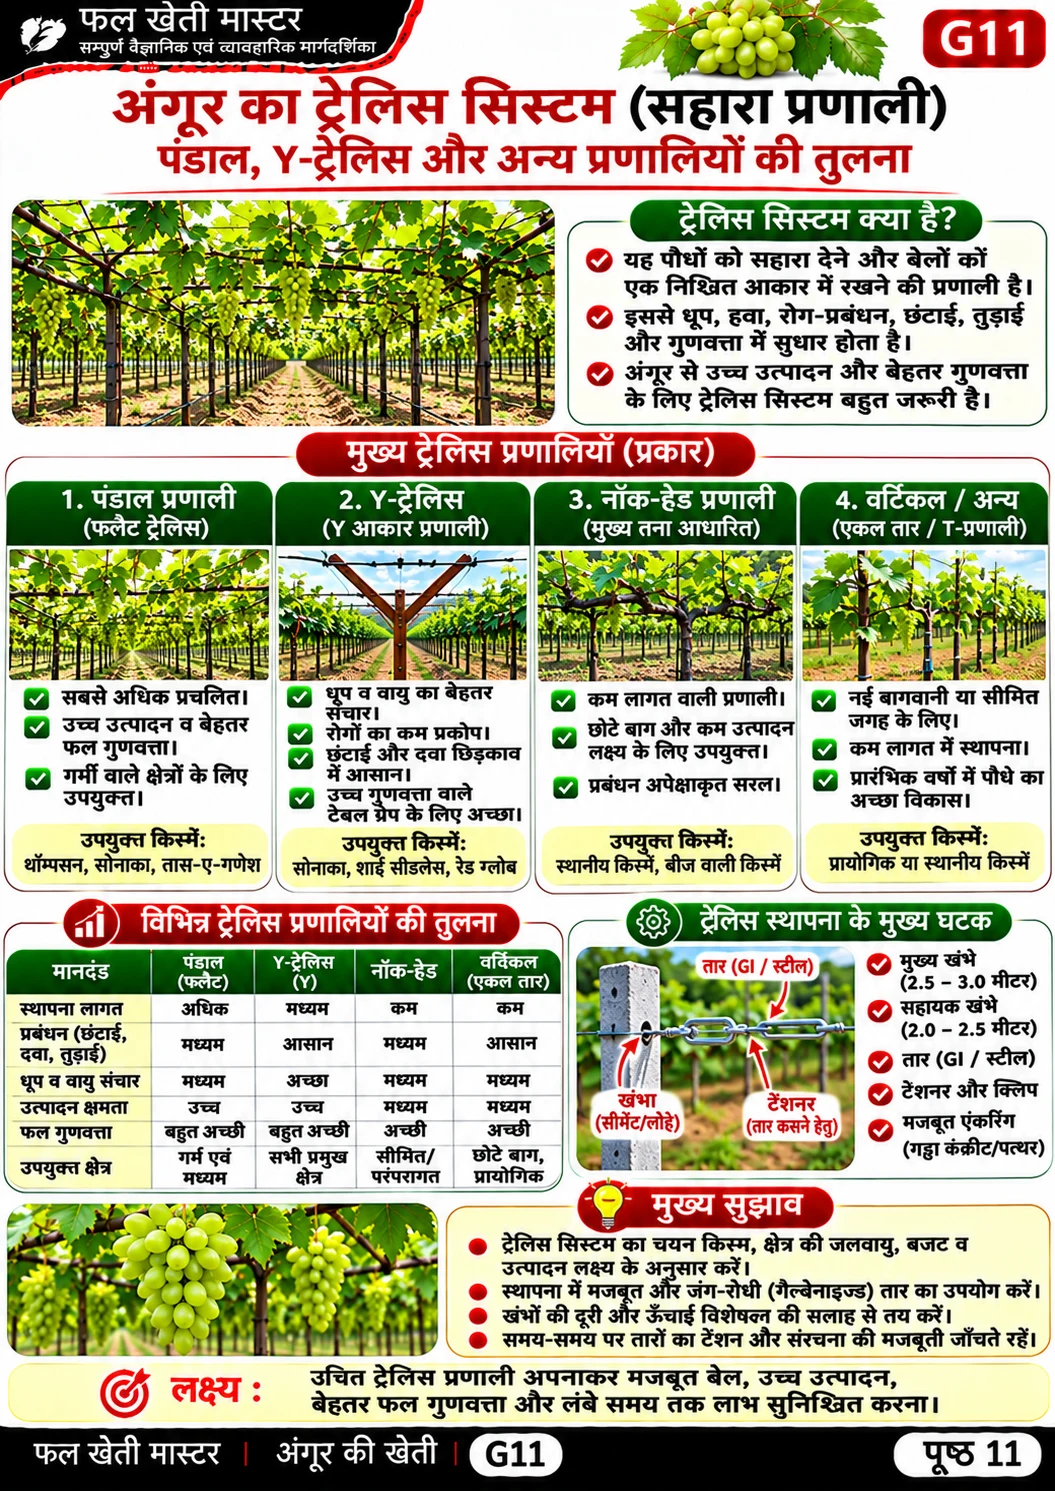 फल खेती मास्टर
सम्पुर्ण वैज्ञानिक एवं व्यावहारिक मार्गदर्शिका
G11
अंगूर का ट्रेलिस सिस्टम (सहारा प्रणाली)
पंडाल, Y-ट्रेलिस और अन्य प्रणालियों की तुलना
ट्रेलिस सिस्टम क्या है?
यह पौधों को सहारा देने और बेलों कों
एक निश्चित आकार में रखने की प्रणाली है।
इससे धूप, हवा, रोग-प्रबंधन, छंटाई, तुड़ाई
और गुणवत्ता में सुधार होता है।
अंगूर से उच्च उत्पादन और बेहतर गुणवत्ता
के लिए ट्रेलिस सिस्टम बहुत जरूरी है।
मुख्य ट्रेलिस प्रणालियाॅ (प्रकार)
1. पंडाल प्रणाली
(फलैट ट्रेलिस)
सबसे अधिक प्रचलित।
उच्च उत्पादन व बेहतर
फल गुणवत्ता।
गर्मी वाले क्षेत्रों के लिए
उपयुक्त।
उपयुक्त किस्में:
थॉम्पसन, सोनाका, तास-ए-गणेश
2. Y-ट्रेलिस
(Y आकार प्रणाली)
धूप व वायु का बेहतर
संचार।
रोगों का कम प्रकोप।
छंटाई और दवा छिड़काव
में आसान।
उच्च गुणवत्ता वाले
टेबल ग्रेप के लिए अच्छा।
उपयुक्त किस्में:
सोनाका, शाई सीडलेस, रेड ग्लोब
3. नॉक-हेड प्रणाली
(मुख्य तना आधारित)
कम लागत वाली प्रणाली।
छोटे बाग और कम उत्पादन
लक्ष्य के लिए उपयुक्त।
प्रबंधन अपेक्षाकृत सरल।
उपयुक्त किस्में:
स्थानीय किस्में, बीज वाली किस्में
4. वर्टिकल / अन्य
(एकल तार / T-प्रणाली)
नई बागवानी या सीमित
जगह के लिए।
कम लागत में स्थापना।
प्रारंभिक वर्षो में पौधे का
अच्छा विकास।
उपयुक्त किस्में:
प्रायोगिक या स्थानीय किस्में
विभिन्न ट्रेलिस प्रणालियों की तुलना
मानदंड पंडाल (फलैट) Y-ट्रेलिस (Y) नॉक-हेड वर्दिकल (एकल तार)
स्थापना लागत अधिक मध्यम कम कम
प्रबंधन (छंटाई, दवा, तुड़ाई) मध्यम आसान मध्यम आसान
धूप व वायु संचार मध्यम अच्छा मध्यम मध्यम
उत्पादन क्षमता उच्च उच्च मध्यम मध्यम
फल गुणवत्ता बहुत अच्छी बहुत अच्छी अच्छी अच्छी
उपयुक्त क्षेत्र गर्म एवं मध्यम सभी प्रमुख क्षेत्र सीमित/ परंपरागत छोटे बाग, प्रायोगिक
ट्रेलिस स्थापना के मुख्य घटक
तार (GI / स्टील)
खंभा
(सीमेंट/लोहे)
टेंशनर
(तार कसने हेतु)
मुख्य खंभे
(2.5 – 3.0 मीटर)
सहायक खंभे
(2.0 – 2.5 मीटर)
तार (GI / स्टील)
टेंशनर और क्लिप
मजबूत एंकरिंग
(गड्ढा कंक्रीट/पत्थर)
मुख्य सुझाव
ट्रेलिस सिस्टम का चयन किस्म, क्षेत्र की जलवायु, बजट व
उत्पादन लक्ष्य के अनुसार करें।
स्थापना में मजबूत और जंग-रोधी (गैल्बेनाइज्ड) तार का उपयोग करें।
खंभों की दूरी और ऊँचाई विशेषत्न की सलाह से तय करें।
समय-समय पर तारों का टेंशन और संरचना की मजबूती जाँचते रहें।
लक्ष्य :
उचित ट्रेलिस प्रणाली अपनाकर मजबूत बेल, उच्च उत्पादन,
बेहतर फल गुणवत्ता और लंबे समय तक लाभ सुनिश्चित करना।
फल खेती मास्टर | अंगूर की खेती | G11
पृष्ठ 11